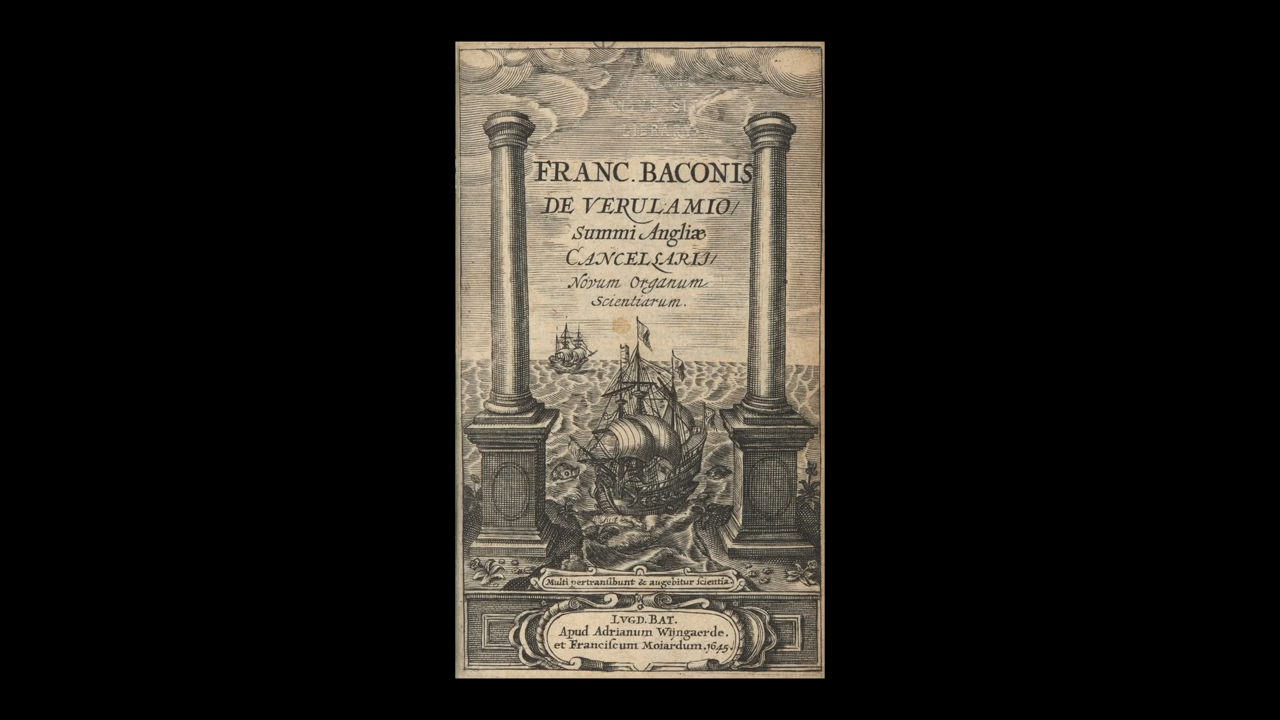 FRANC. BACONIS
DE VERULAMIO/
Summi Angliæ
CANCELLARIJ/
Novum Organum
Scientiarum.
Multi pertransibunt & augebitur scientia.
LVGD. BAT.
Apud Adrianum Wijngaerde.
et Franciscum Moiardum. 1645.